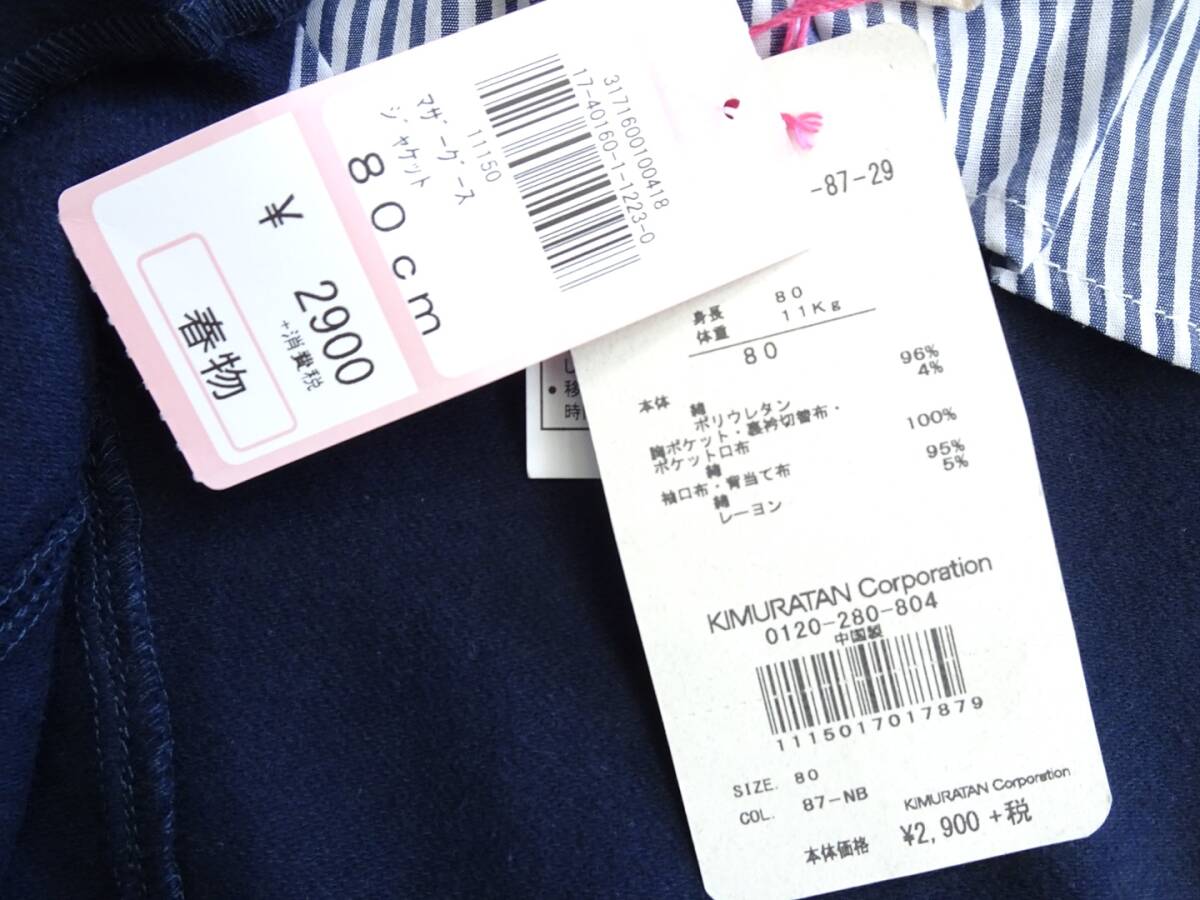 3171600100418
17-40160-1-1223-0
11150
マザーグース
ジャケット
80cm
¥
2900
+消費税
春物
-87-29
身長 80
体重 11Kg
80
本体
綿 96%
ポリウレタン 4%
胸ポケット・裏衿切替布・
ポケット口布
綿 100%
袖口布・背当て布
綿 95%
レーヨン 5%
KIMURATAN Corporation
0120-280-804
中国製
1115017017879
SIZE. 80
COL. 87-NB
KIMURATAN Corporation
本体価格 ¥2,900 +税
• 移
時